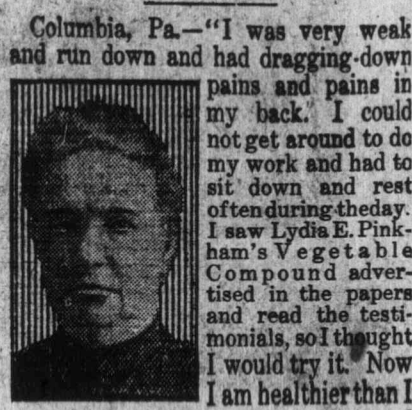 Columbia, Pa.—"I was very weak
and run down and had dragging-down
pains and pains in
my back. I could
not get around to do
my work and had to
sit down and rest
often during the day.
I saw Lydia E. Pink-
ham's Vegetable
Compound adver-
tised in the papers
and read the testi-
monials, so I thought
I would try it. Now
I am healthier than I